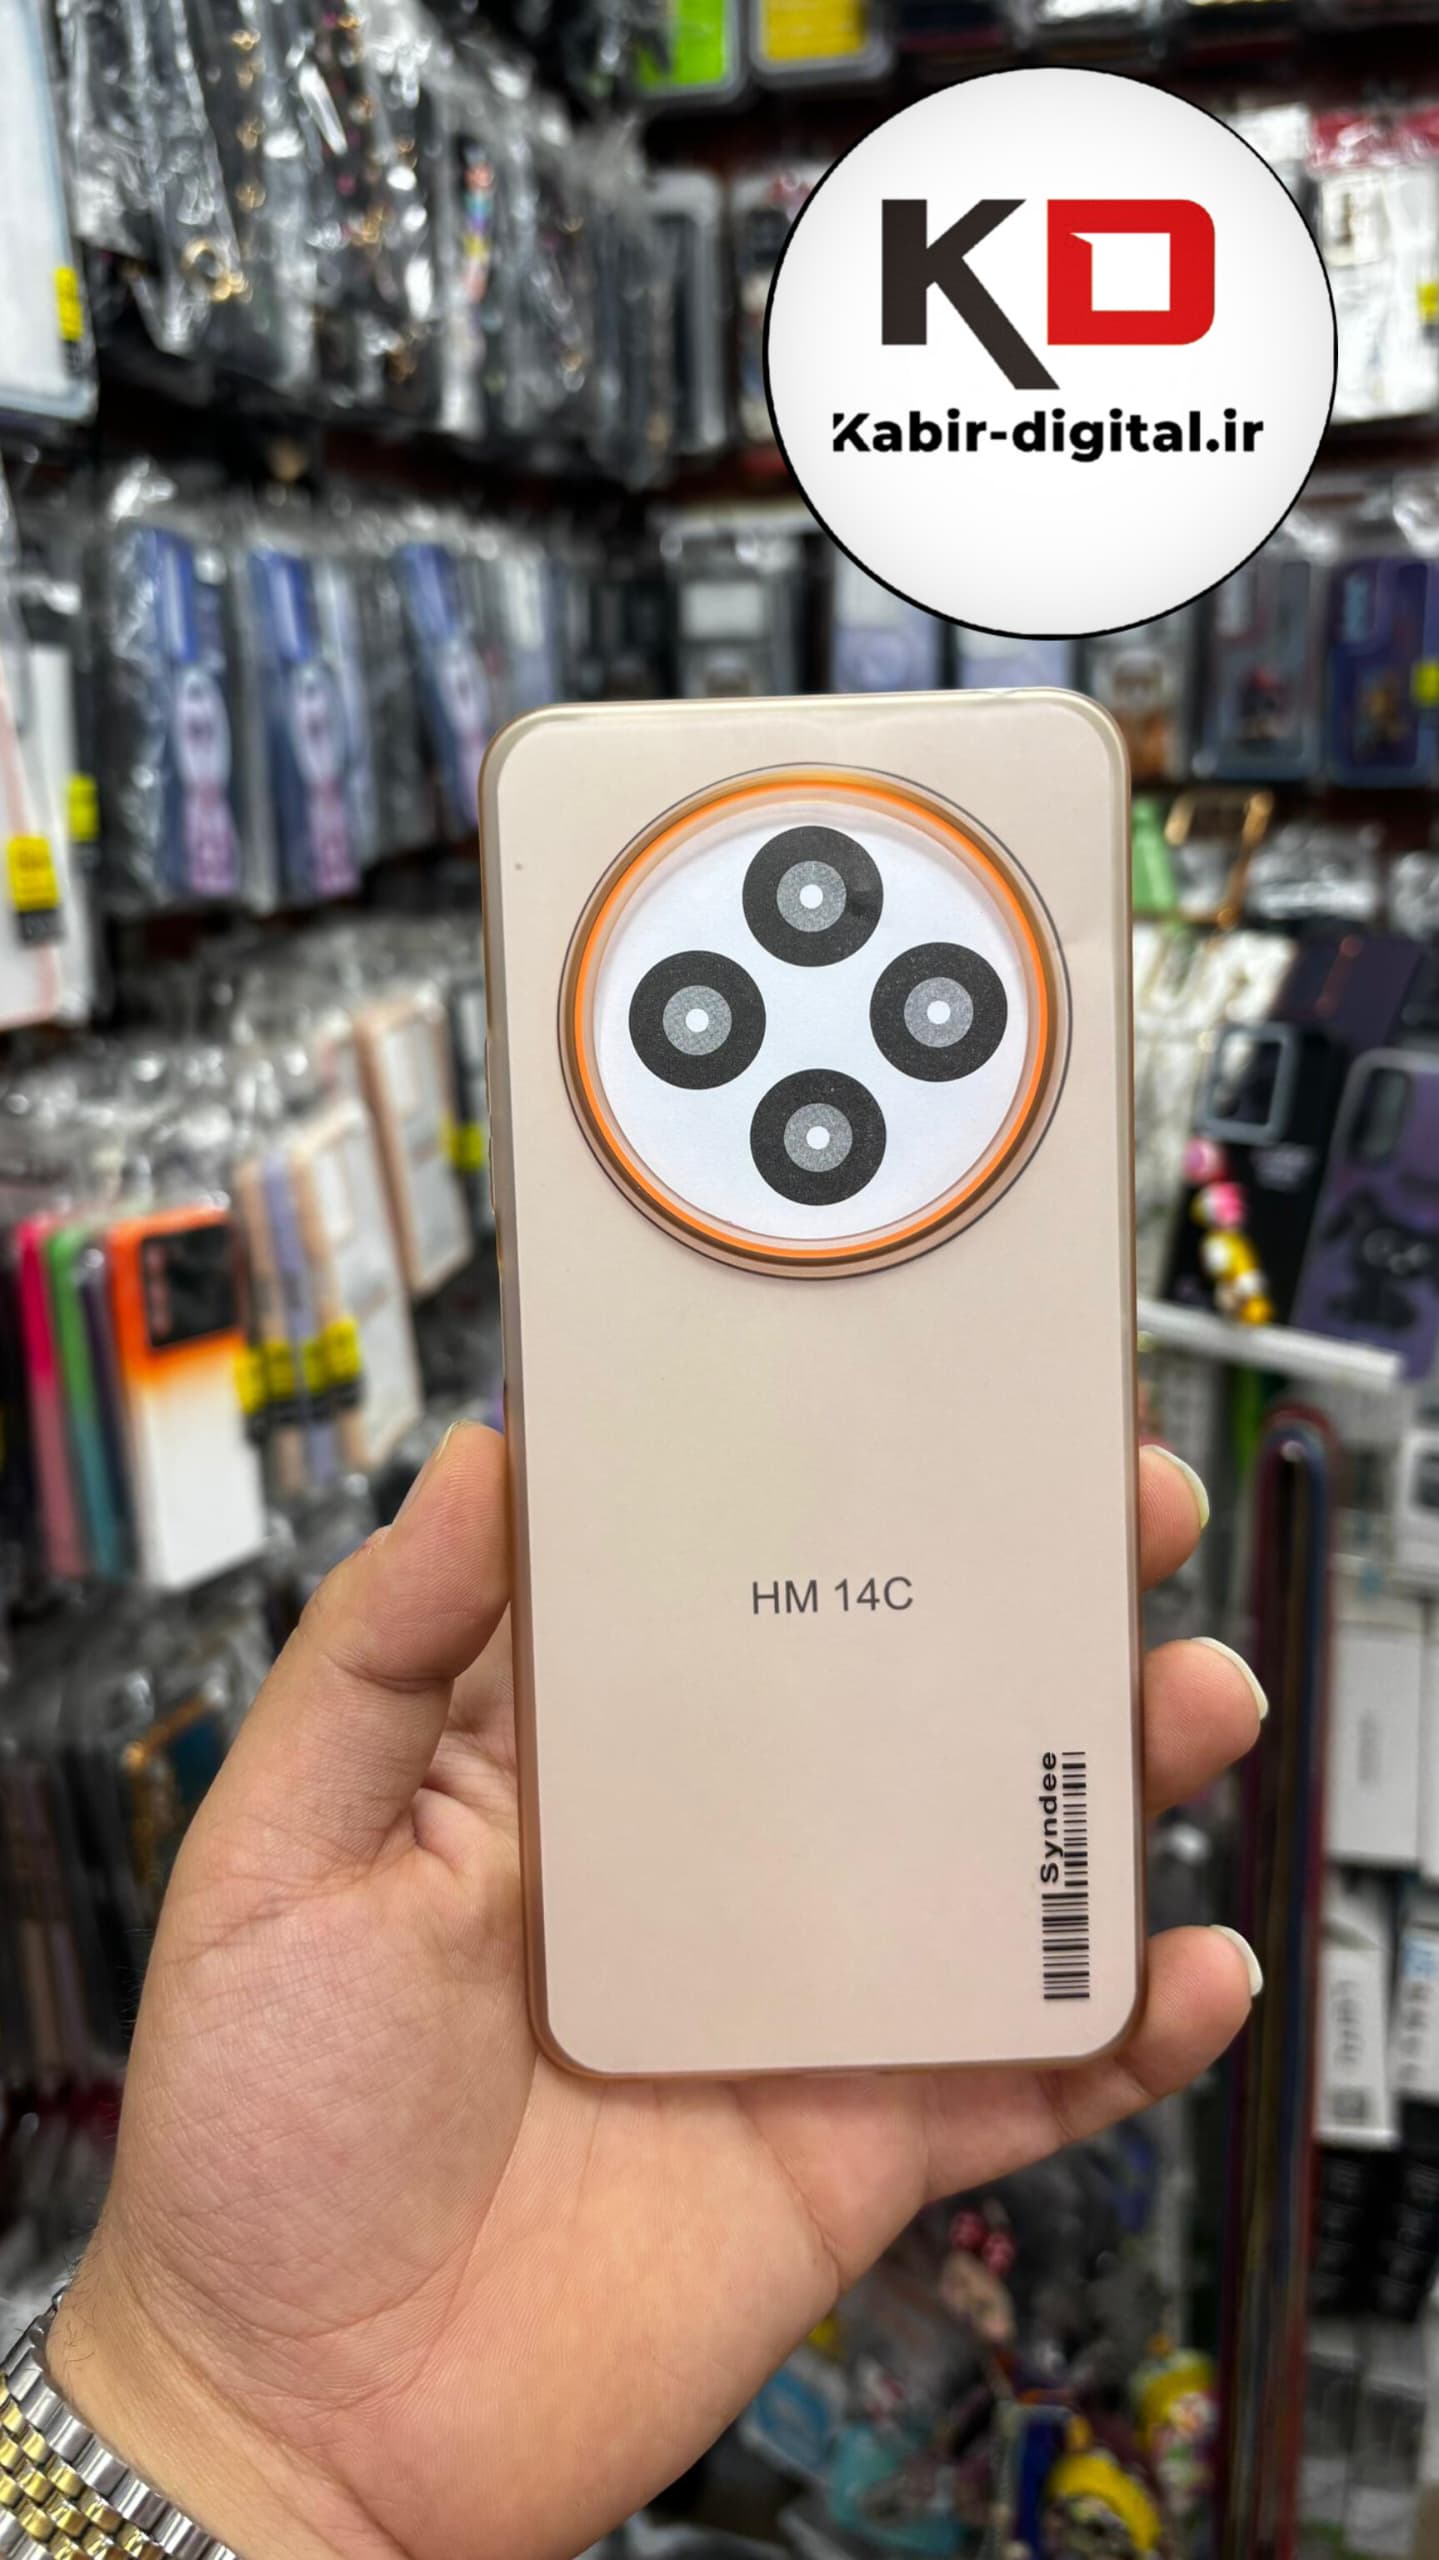 KD
Kabir-digital.ir
HM 14C
Syndee